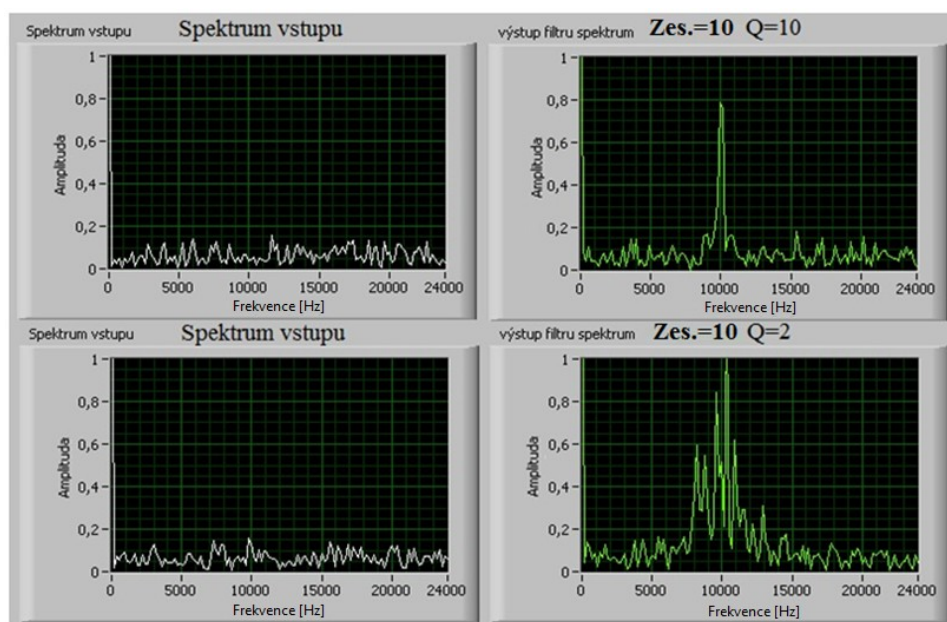 Spektrum vstupu Spektrum vstupu
1
0,8
0,6
0,4
0,2
0
Amplituda
0 5000 10000 15000 20000 24000
Frekvence [Hz]
výstup filtru spektrum Zes.=10 Q=10
1
0,8
0,6
0,4
0,2
0
Amplituda
0 5000 10000 15000 20000 24000
Frekvence [Hz]
Spektrum vstupu Spektrum vstupu
1
0,8
0,6
0,4
0,2
0
Amplituda
0 5000 10000 15000 20000 24000
Frekvence [Hz]
výstup filtru spektrum Zes.=10 Q=2
1
0,8
0,6
0,4
0,2
0
Amplituda
0 5000 10000 15000 20000 24000
Frekvence [Hz]